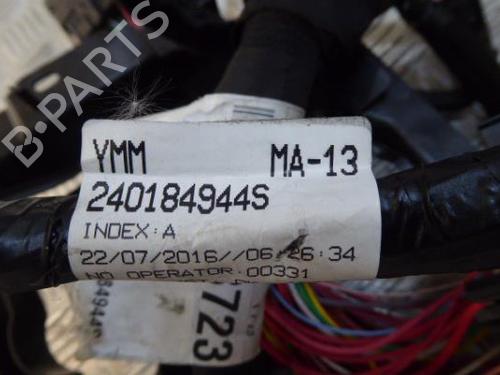 B-PARTS
YMM MA-13
240184944S
INDEX:A
22/07/2016//06:26:34
NO OPERATOR:00331
723